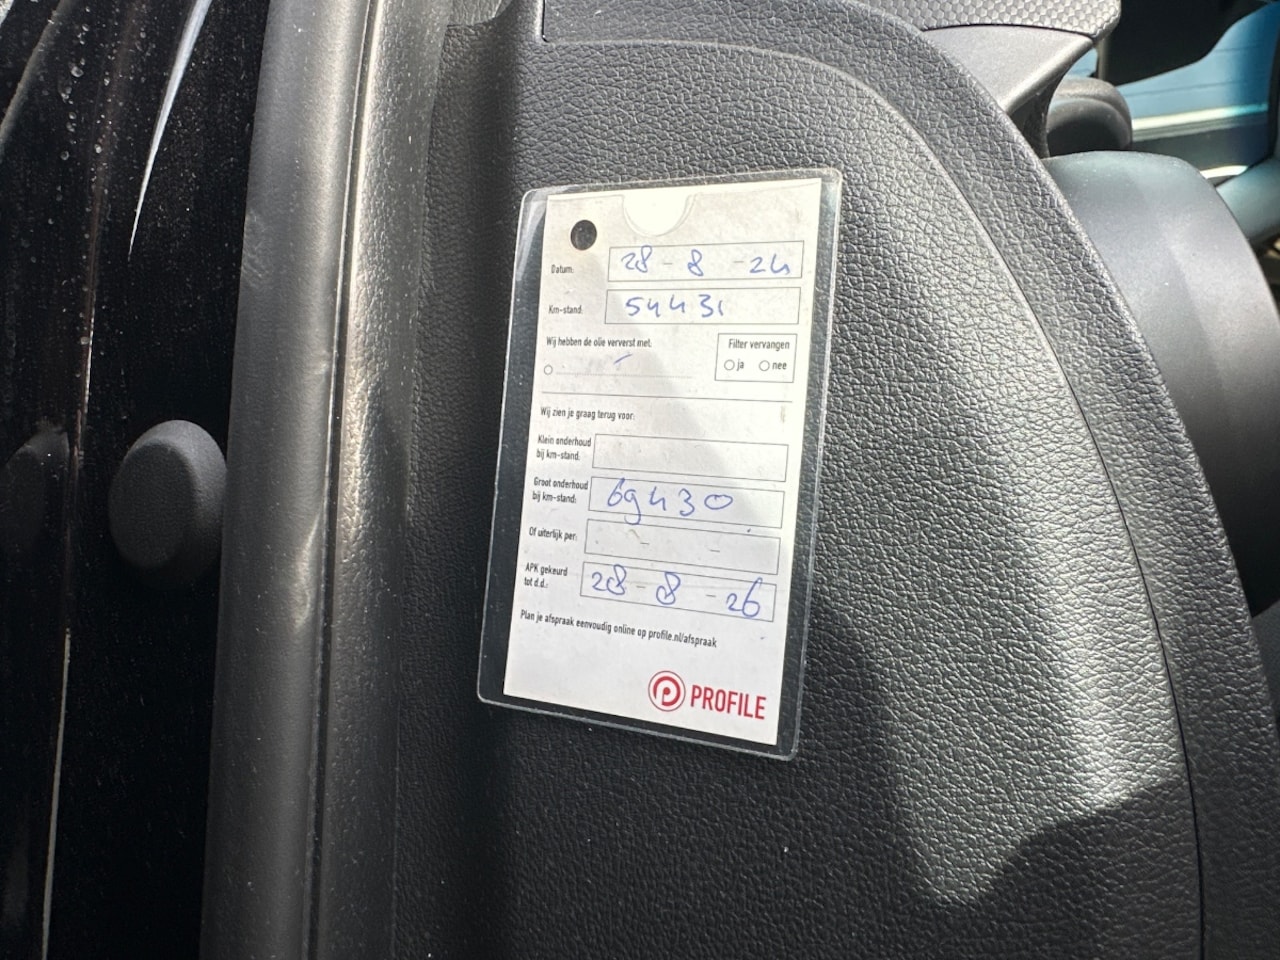 Datum: 28 - 8 - 24
Km-stand: 54431
Wij hebben de olie ververst met:
Filter vervangen
ja nee
Wij zien je graag terug voor:
Klein onderhoud
bij km-stand:
Groot onderhoud
bij km-stand: 69430
Of uiterlijk per: - -
APK gekeurd
tot d.d.: 28 - 8 - 26
Plan je afspraak eenvoudig online op profile.nl/afspraak
PROFILE